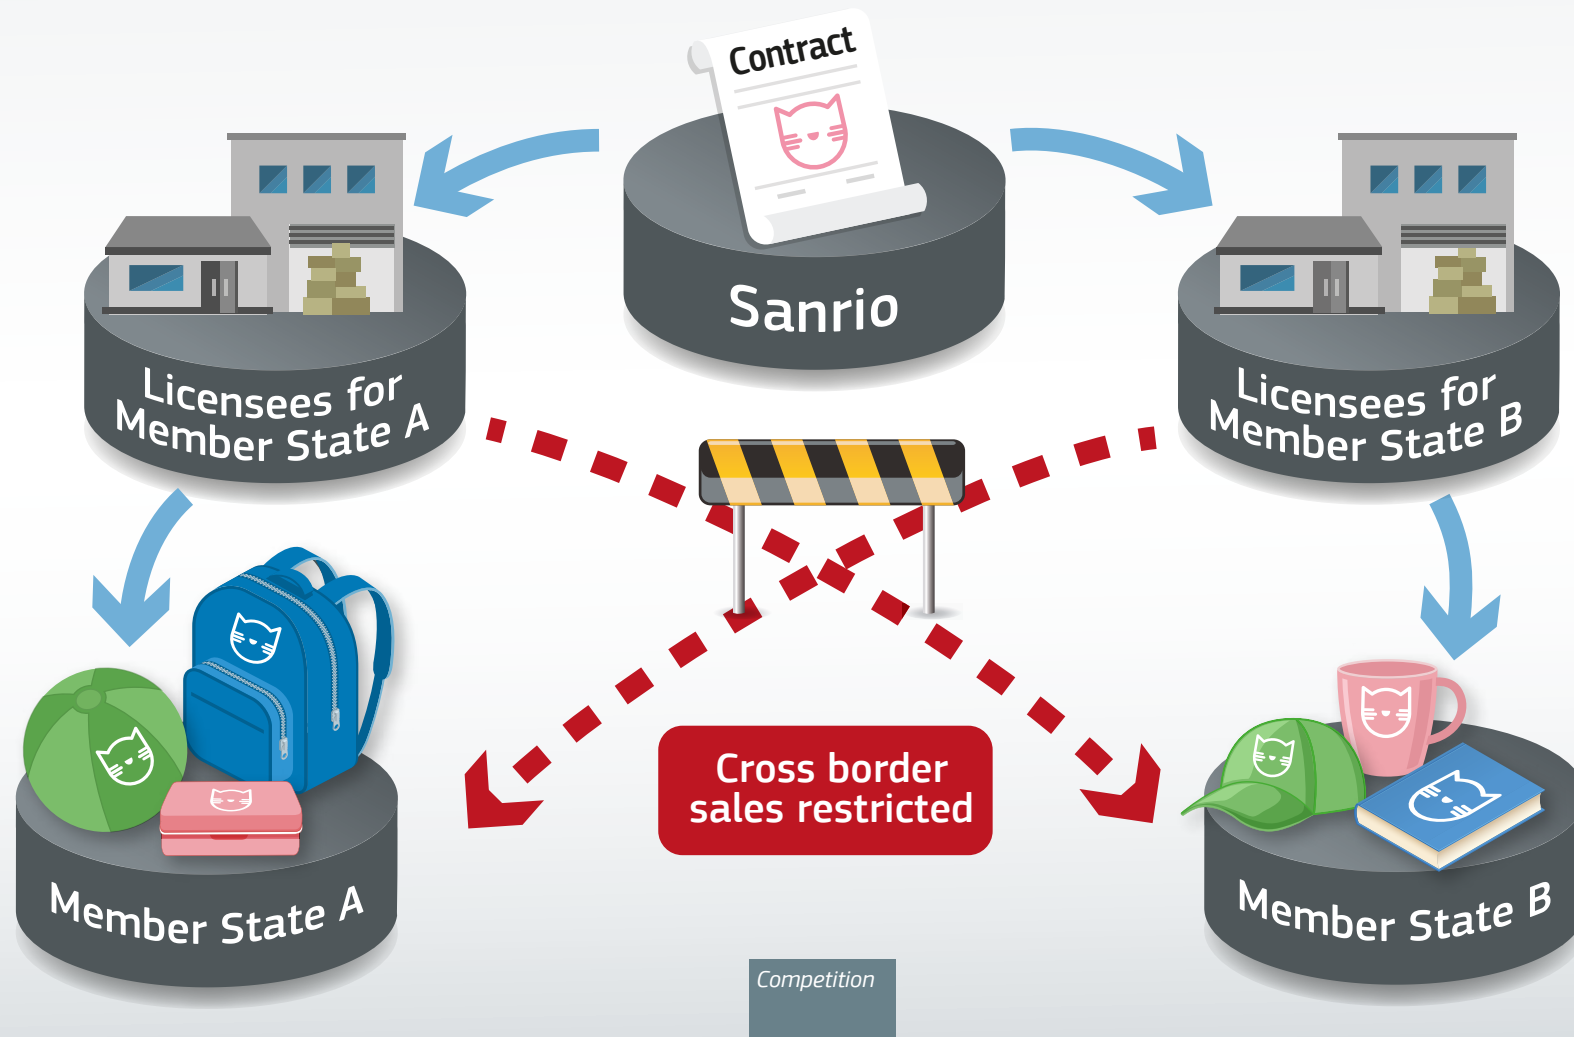 Contract
Sanrio
Licensees for
Member State A
Licensees for
Member State B
Cross border
sales restricted
Member State A
Member State B
Competition